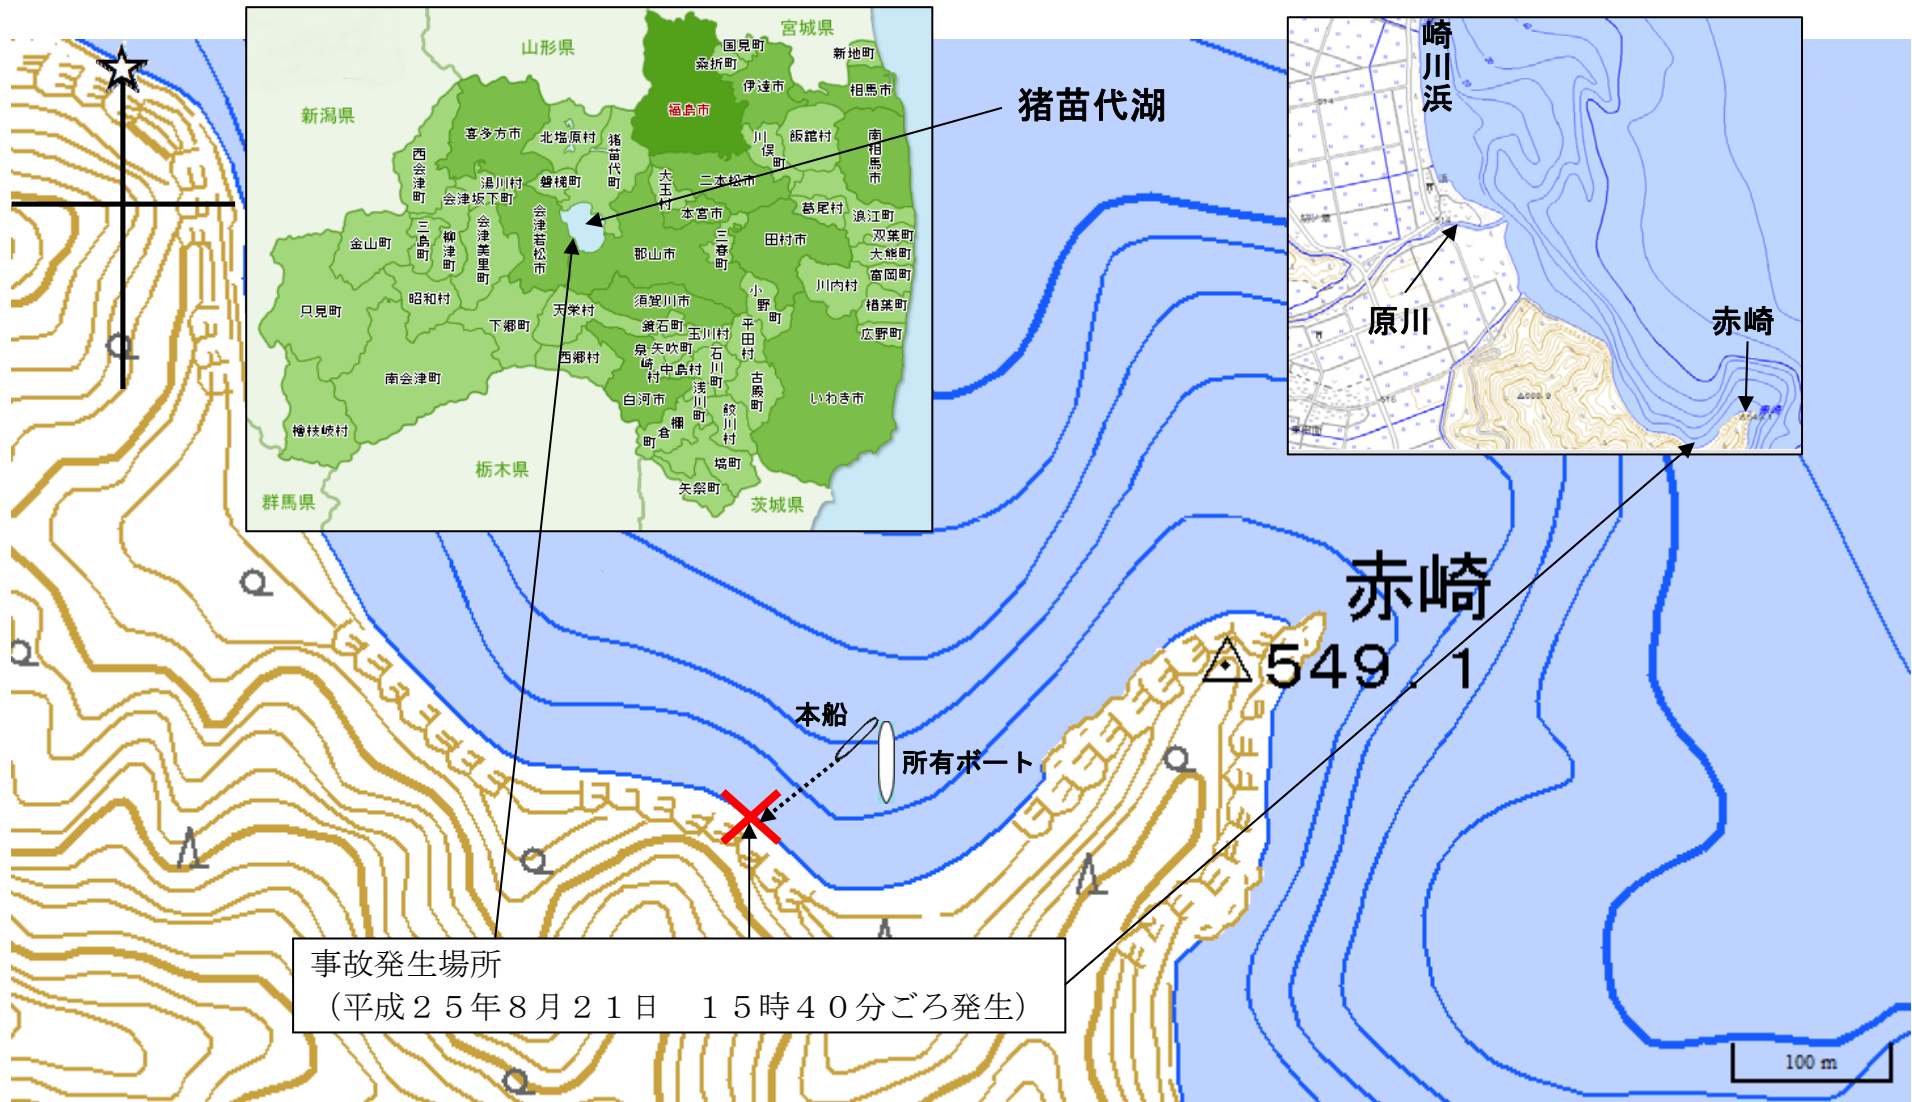 宮城県
山形県
国見町
桑折町
新地町
伊達市
相馬市
福島市
新潟県
喜多方市
北塩原村
猪苗代町
川俣町
飯舘村
南相馬市
西会津町
湯川村
磐梯町
会津坂下町
大玉村
二本松市
本宮市
葛尾村
浪江町
三島町
柳津町
会津美里町
会津若松市
金山町
郡山市
三春町
田村市
双葉町
大熊町
富岡町
川内村
楢葉町
昭和村
只見町
天栄村
須賀川市
小野町
下郷町
鏡石町
玉川村
平田村
広野町
西郷村
泉崎村
矢吹町
中島村
石川町
浅川町
古殿町
南会津町
白河市
棚倉町
鮫川村
いわき市
檜枝岐村
塙町
矢祭町
栃木県
群馬県
茨城県
猪苗代湖
崎川浜
514
514
516
原川
赤崎
赤崎
549.1
本船
所有ボート
事故発生場所
（平成２５年８月２１日　１５時４０分ごろ発生）
100 m